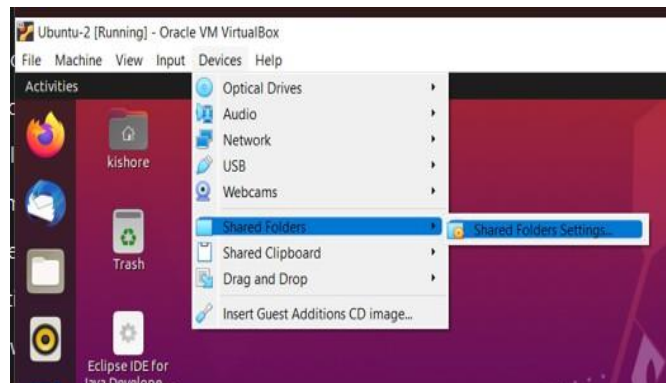 Ubuntu-2 [Running] - Oracle VM VirtualBox
File Machine View Input Devices Help
Activities
Optical Drives
Audio
Network
USB
Webcams
Shared Folders
Shared Folders Settings...
Shared Clipboard
Drag and Drop
Insert Guest Additions CD image...
kishore
Trash
Eclipse IDE for
Java Develope